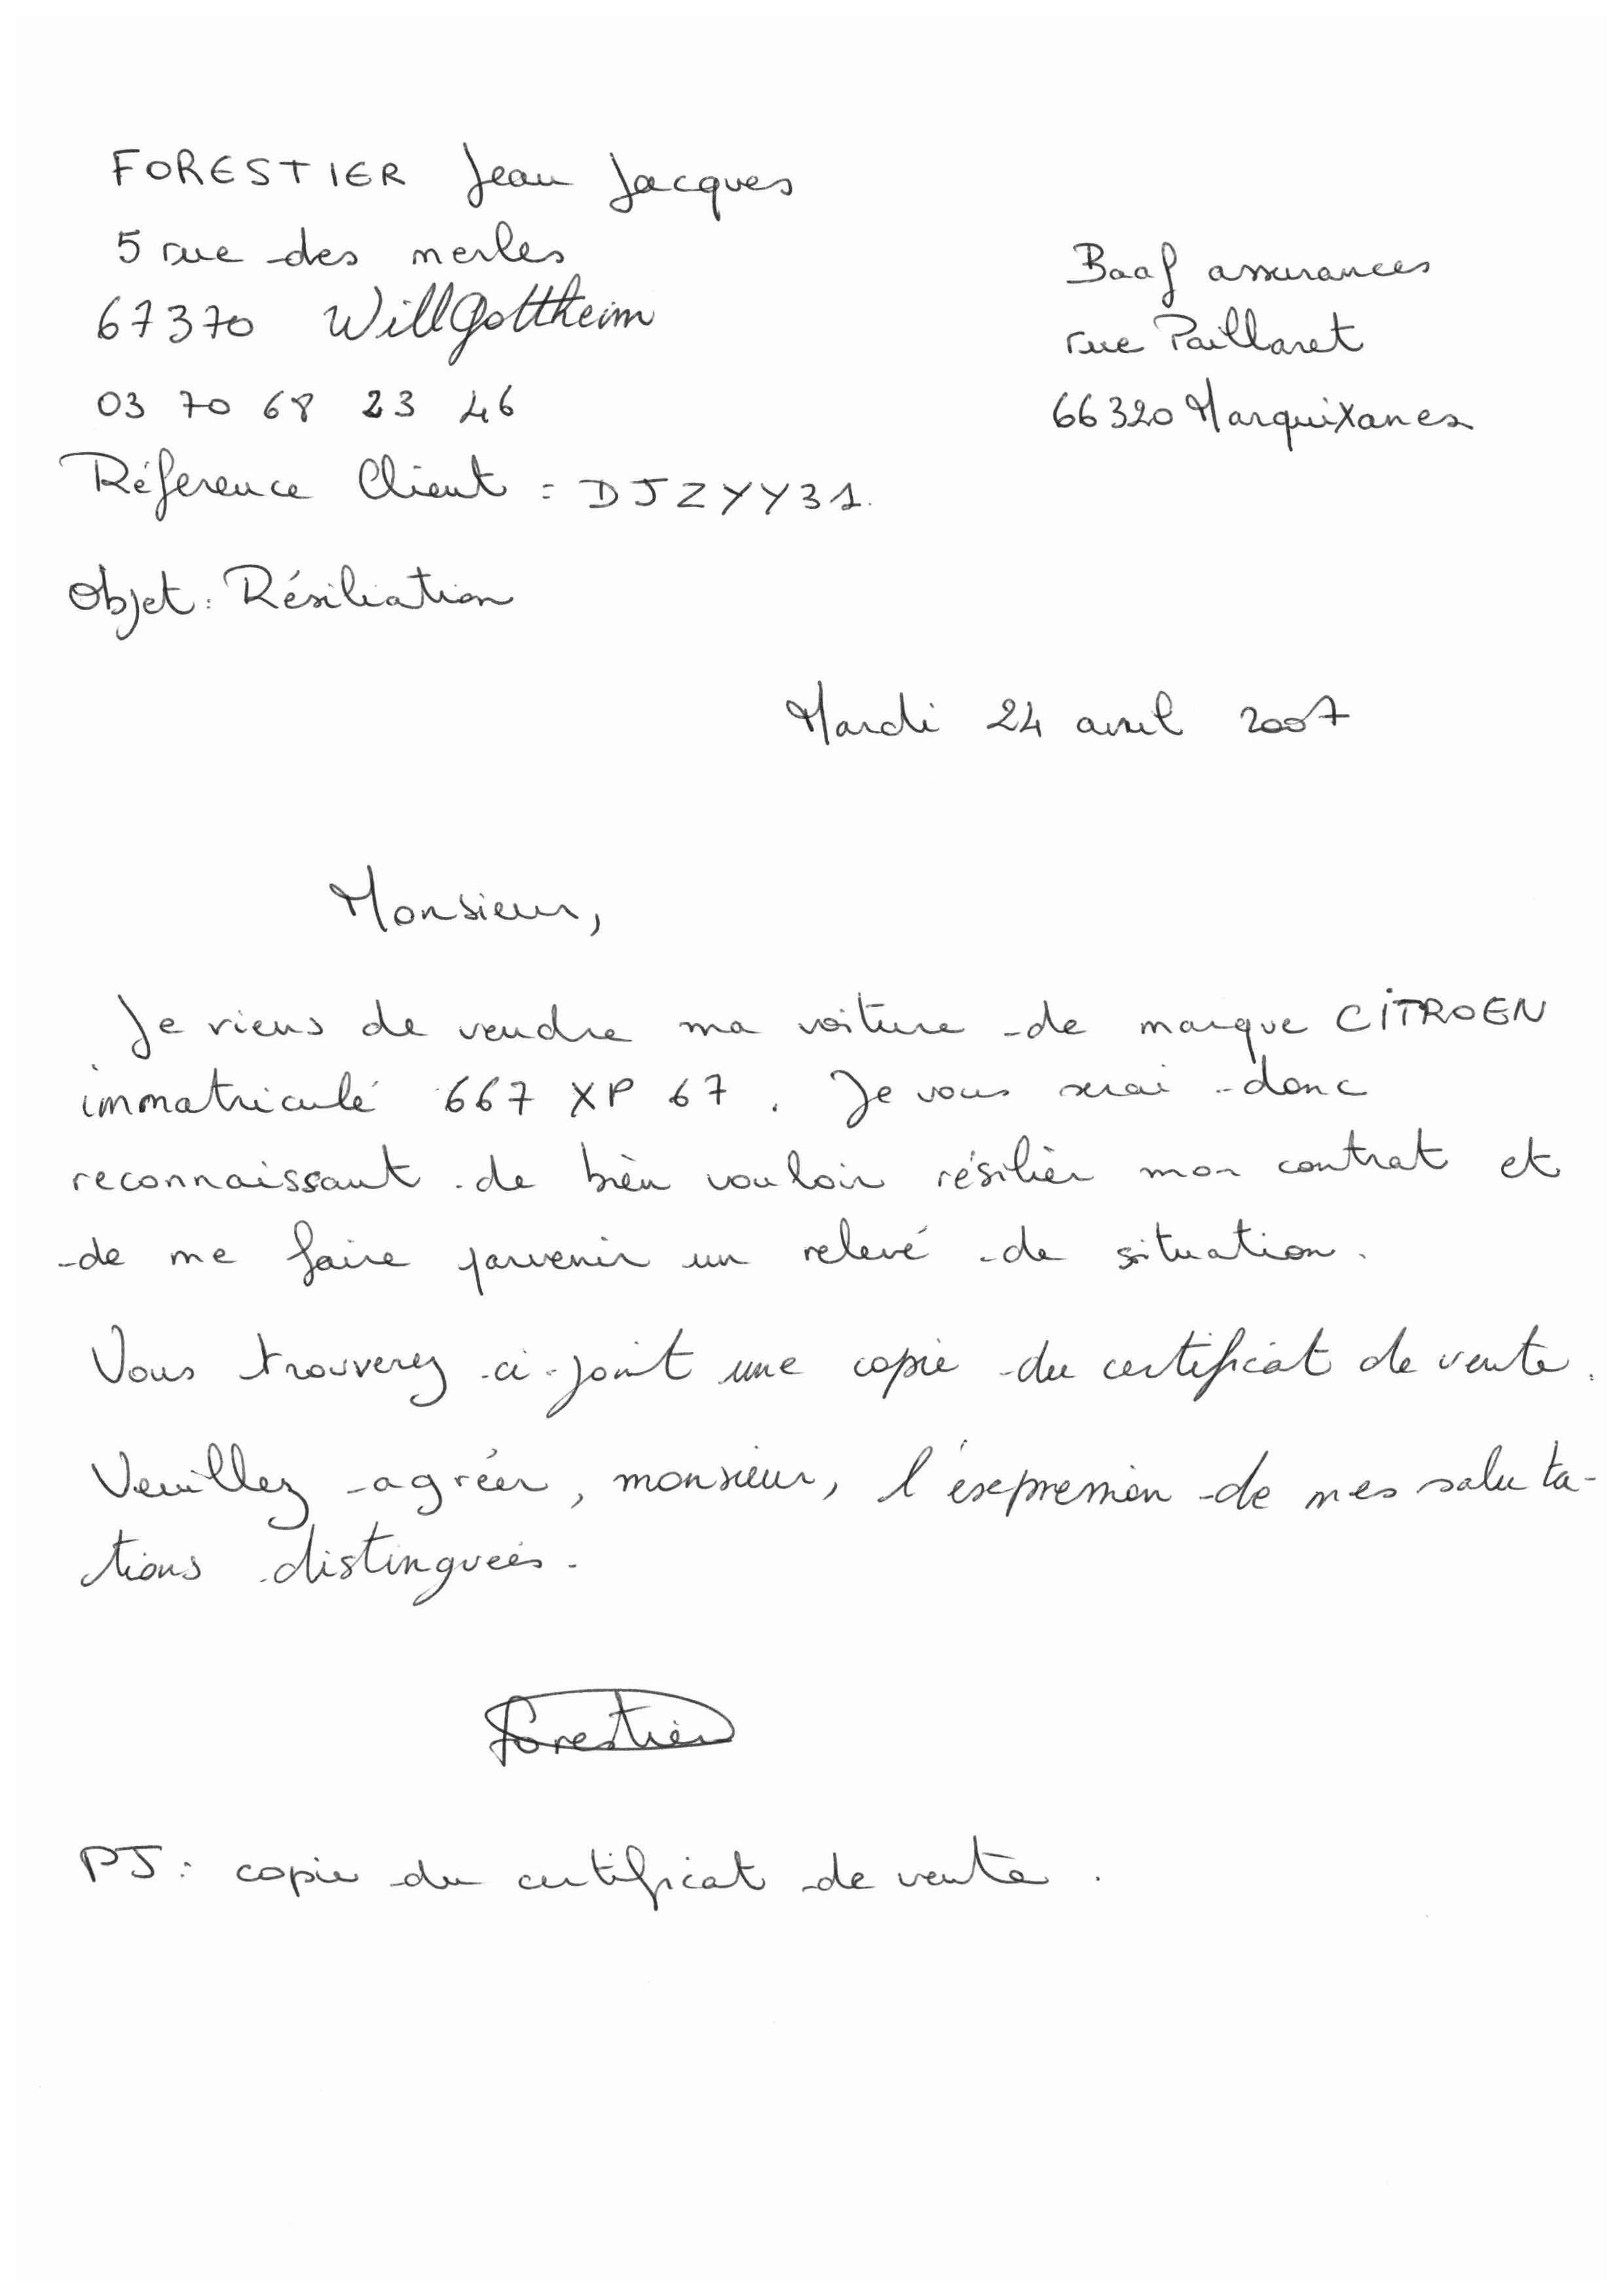 FORESTIER Jean Jacques
5 rue des merles
67370 Willgottheim
03 70 68 23 46
Réference Client : DJZYY31.
Baaf assurances
rue Paillaret
66320 Marquixanes
Objet : Résiliation
Mardi 24 avril 2007
Monsieur,
Je viens de vendre ma voiture de marque CITROEN
immatriculé 667 XP 67. Je vous serai donc
reconnaissant de bien vouloir résilier mon contrat et
de me faire parvenir un relevé de situation.
Vous trouverez ci-joint une copie du certificat de vente.
Veuillez agréer, monsieur, l'expression de mes saluta-
tions distinguées.
Forestier
PJ : copie du certificat de vente.